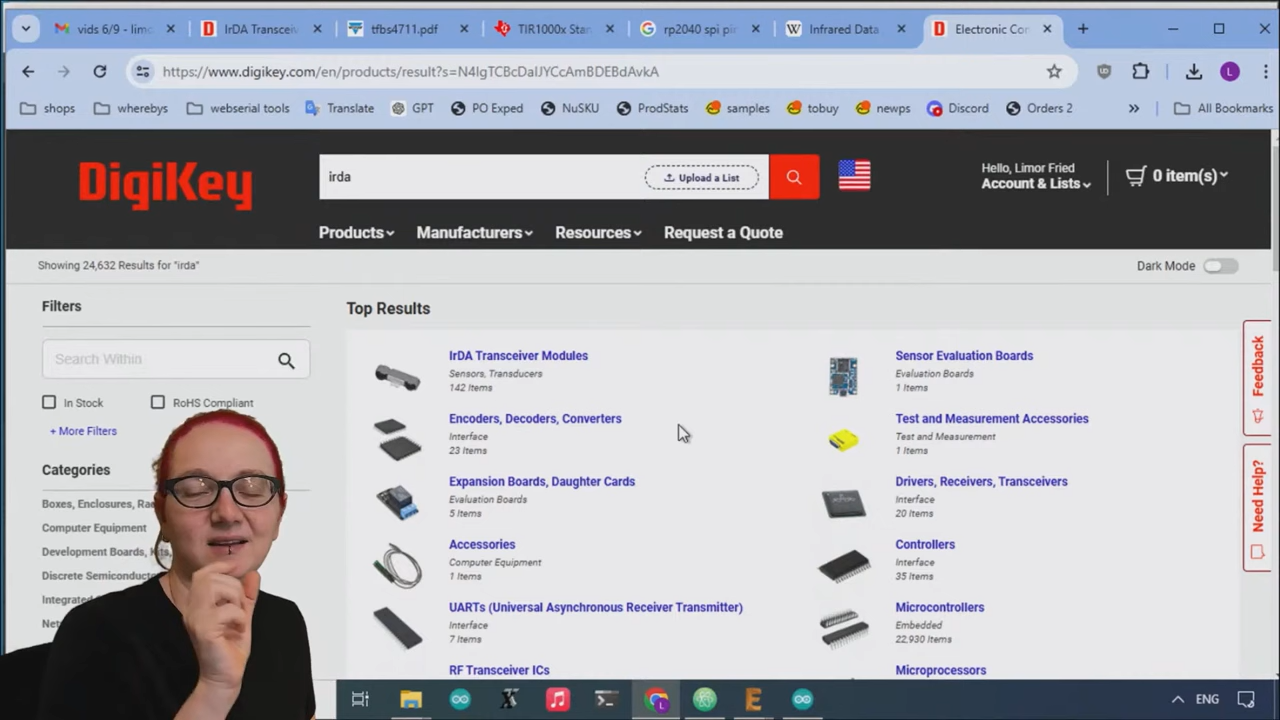 vids 6/9 - limo
IrDA Transceiv
tfbs4711.pdf
TIR1000x Stan
rp2040 spi pin
Infrared Data
Electronic Cor
https://www.digikey.com/en/products/result?s=N4IgTCBcDaIJYCcAmBDEBdAvkA
shops
wherebys
webserial tools
Translate
GPT
PO Exped
NuSKU
ProdStats
samples
tobuy
newps
Discord
Orders 2
All Bookmarks
DigiKey
irda
Upload a List
Hello, Limor Fried
Account & Lists
0 item(s)
Products
Manufacturers
Resources
Request a Quote
Showing 24,632 Results for "irda"
Dark Mode
Filters
Search Within
In Stock
RoHS Compliant
+ More Filters
Categories
Boxes, Enclosures, Ra
Computer Equipment
Development Boards, Kits,
Discrete Semiconduc
Integra
Net
Top Results
IrDA Transceiver Modules
Sensors, Transducers
142 Items
Encoders, Decoders, Converters
Interface
23 Items
Expansion Boards, Daughter Cards
Evaluation Boards
5 Items
Accessories
Computer Equipment
1 Items
UARTs (Universal Asynchronous Receiver Transmitter)
Interface
7 Items
RF Transceiver ICs
Sensor Evaluation Boards
Evaluation Boards
1 Items
Test and Measurement Accessories
Test and Measurement
1 Items
Drivers, Receivers, Transceivers
Interface
20 Items
Controllers
Interface
35 Items
Microcontrollers
Embedded
22,930 Items
Microprocessors
Feedback
Need Help?
ENG